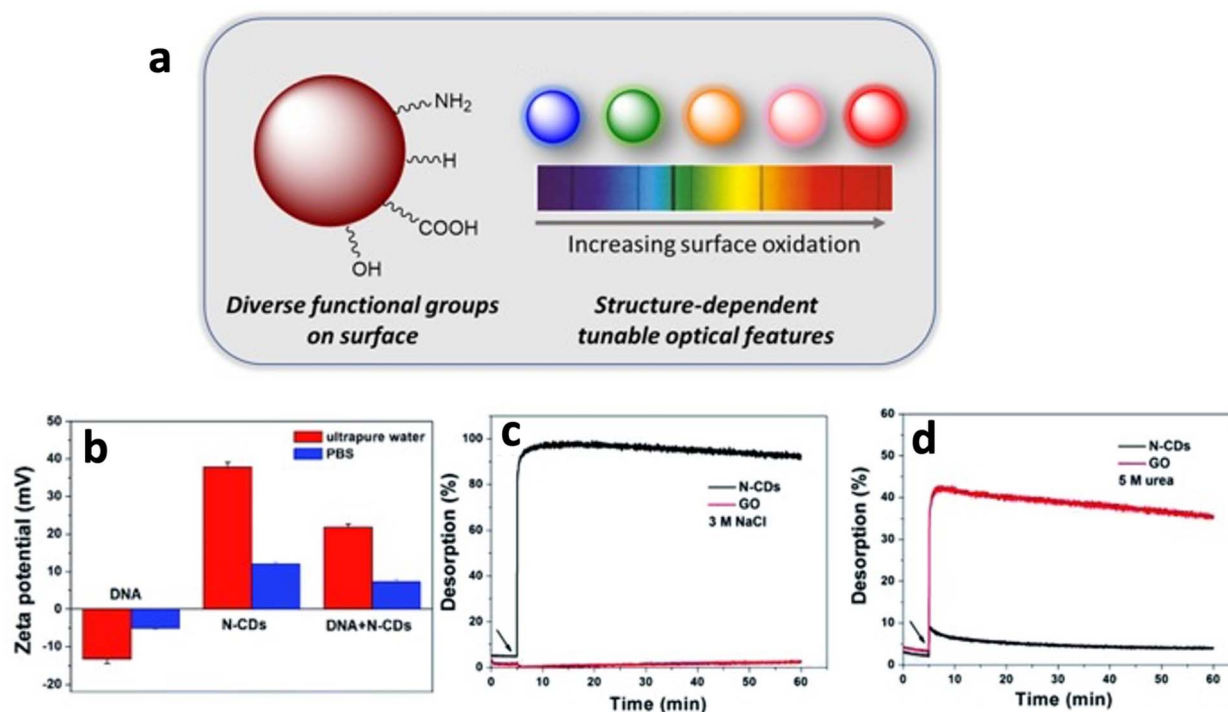 a
NH₂
H
COOH
OH
Diverse functional groups
on surface
Increasing surface oxidation
Structure-dependent
tunable optical features
b
Zeta potential (mV)
50
40
30
20
10
0
-10
-20
ultrapure water
PBS
DNA
N-CDs
DNA+N-CDs
c
Desorption (%)
100
80
60
40
20
0
N-CDs
GO
3 M NaCl
0 10 20 30 40 50 60
Time (min)
d
Desorption (%)
60
50
40
30
20
10
0
N-CDs
GO
5 M urea
0 10 20 30 40 50 60
Time (min)